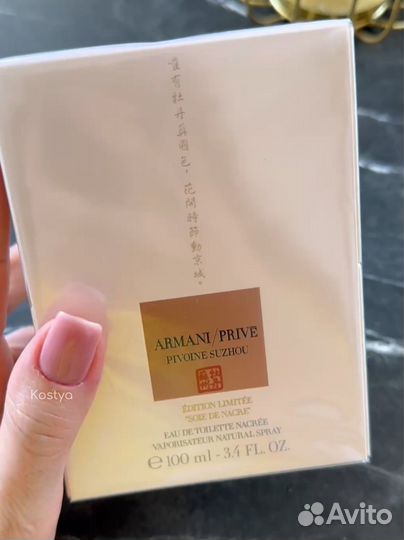 唯有牡丹真國色，花開時節動京城。
ARMANI/PRIVE
PIVOINE SUZHOU
ÉDITION LIMITÉE
"SOIE DE NACRE"
EAU DE TOILETTE NACRÉE
VAPORISATEUR NATURAL SPRAY
e 100 ml - 3.4 FL. OZ.
Kostya
Avito